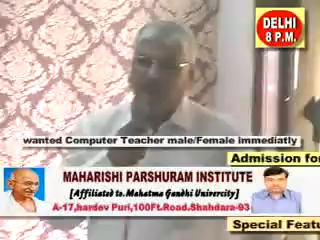 DELHI
8 P.M.
wanted Computer Teacher male/Female immediatly
Admission for
MAHARISHI PARSHURAM INSTITUTE
[Affiliated to. Mahatma Gandhi Univercity]
A-17,hardev Puri,100Ft.Road.Shahdara-93
Special Featu